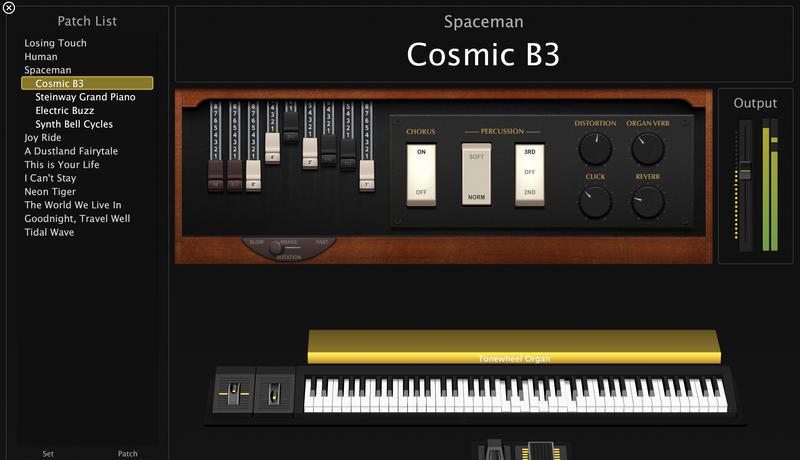 Patch List
Losing Touch
Human
Spaceman
Cosmic B3
Steinway Grand Piano
Electric Buzz
Synth Bell Cycles
Joy Ride
A Dustland Fairytale
This is Your Life
I Can't Stay
Neon Tiger
The World We Live In
Goodnight, Travel Well
Tidal Wave
Set Patch
Spaceman
Cosmic B3
CHORUS
ON
OFF
PERCUSSION
SOFT
NORM
3RD
OFF
2ND
DISTORTION ORGAN VERB
CLICK REVERB
SLOW BRAKE FAST
ROTATION
Output
Tonewheel Organ